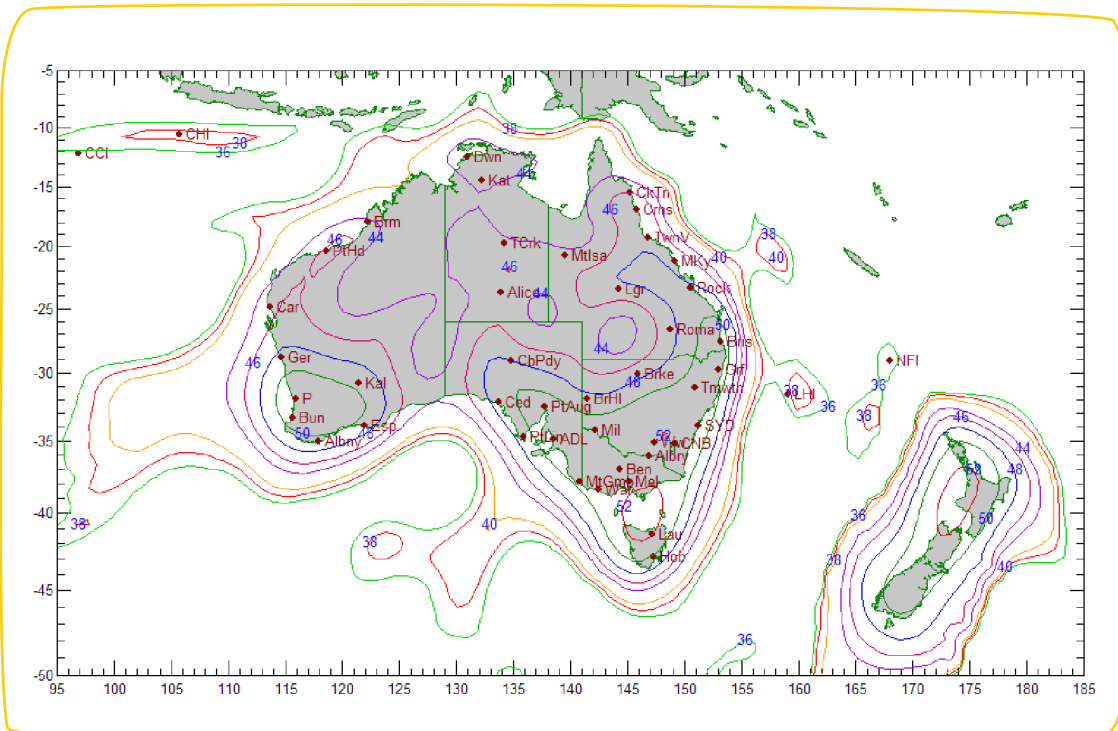 -5
38
-10
CHI
38
CCI
36
Dwn
44
Kat
-15
CkTn
46
Crns
Brm
38
46
44
TwnV
-20
PtHd
TCrk
MtIsa
40
40
MKy
46
Alice
44
Lgr
Rock
-25
Car
50
Roma
Bris
44
46
Ger
CbPdy
NFI
-30
Brke
Grf
Kal
48
Tmwth
36
38
LHI
P
Ced
BrHl
36
PtAug
38
46
Bun
Esp
SYD
Mil
50
48
52
-35
Albny
ADL
CNB
44
Albry
Ben
52
48
MtGm
Mel
War
52
50
-40
38
40
36
38
Lau
Hob
38
40
-45
36
-50
95
100
105
110
115
120
125
130
135
140
145
150
155
160
165
170
175
180
185